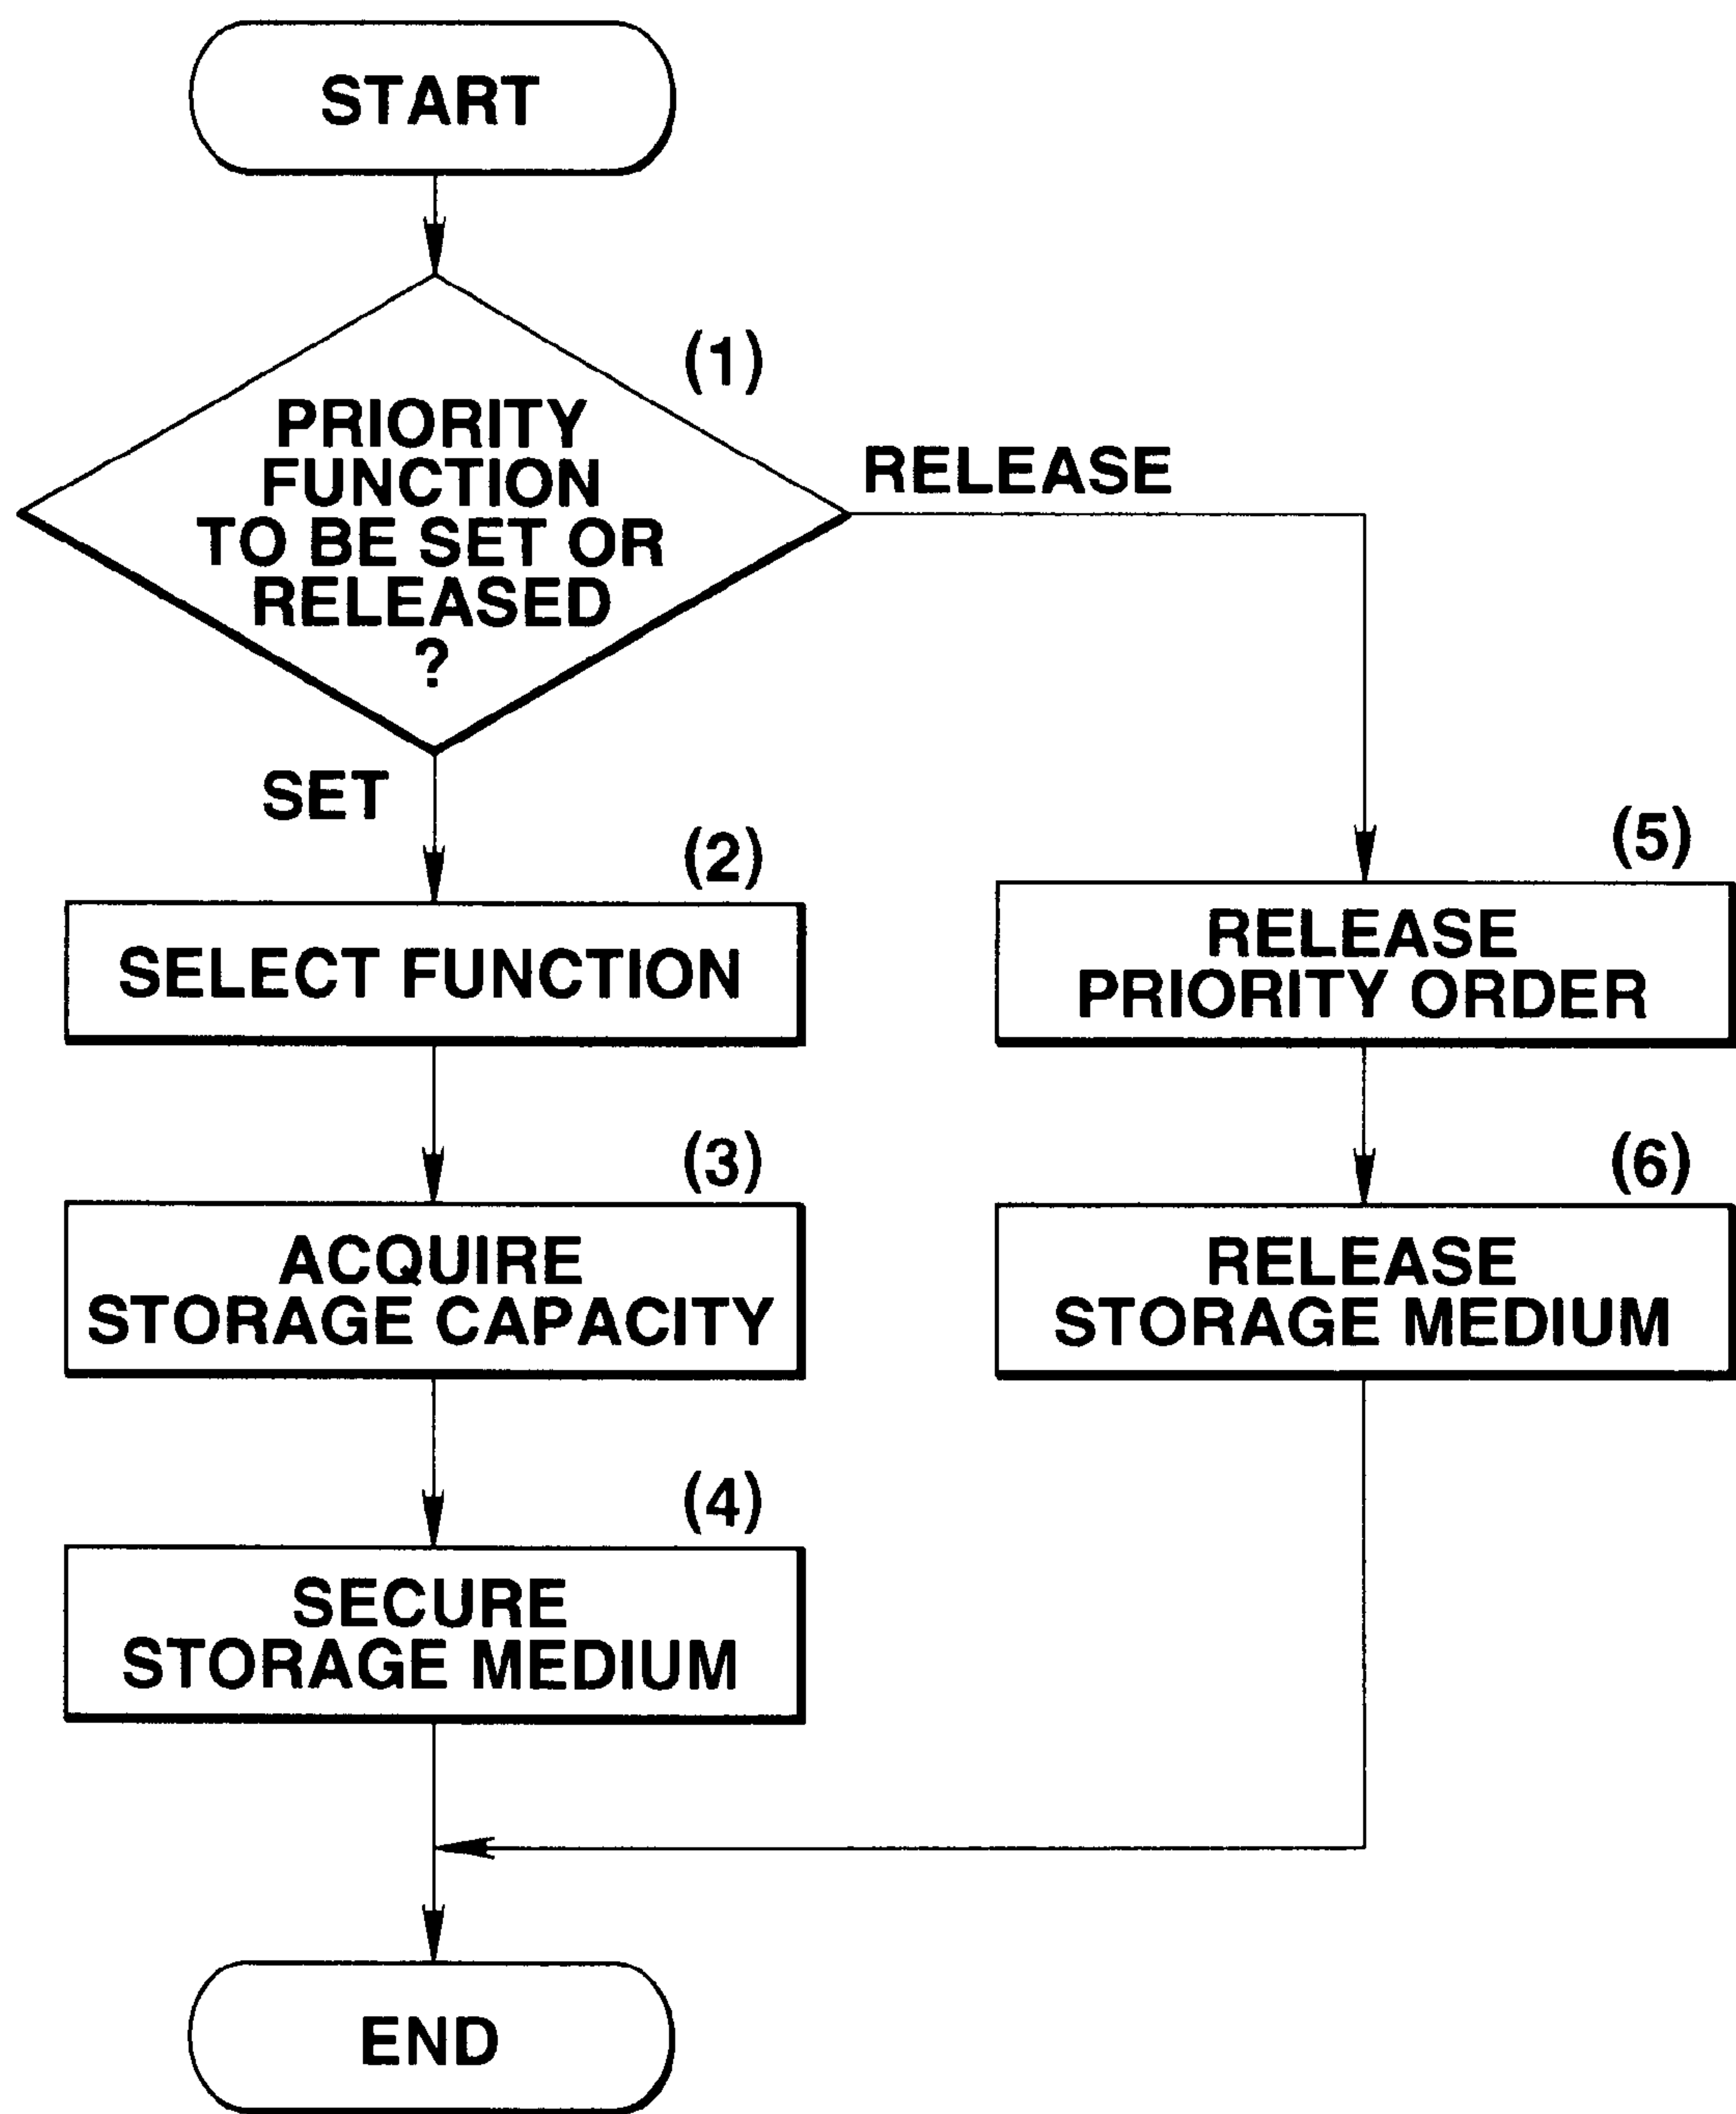 START
(1)
PRIORITY
FUNCTION
TO BE SET OR
RELEASED
?
RELEASE
SET
(2)
SELECT FUNCTION
(3)
ACQUIRE
STORAGE CAPACITY
(4)
SECURE
STORAGE MEDIUM
(5)
RELEASE
PRIORITY ORDER
(6)
RELEASE
STORAGE MEDIUM
END